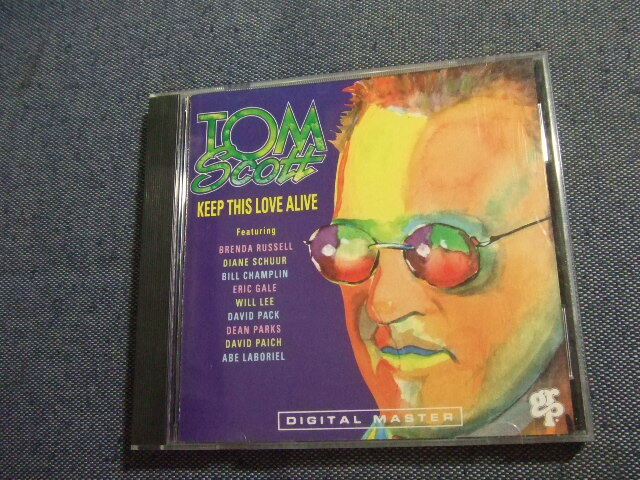 TOM
Scott
KEEP THIS LOVE ALIVE
Featuring
BRENDA RUSSELL
DIANE SCHUUR
BILL CHAMPLIN
ERIC GALE
WILL LEE
DAVID PACK
DEAN PARKS
DAVID PAICH
ABE LABORIEL
DIGITAL MASTER
grp